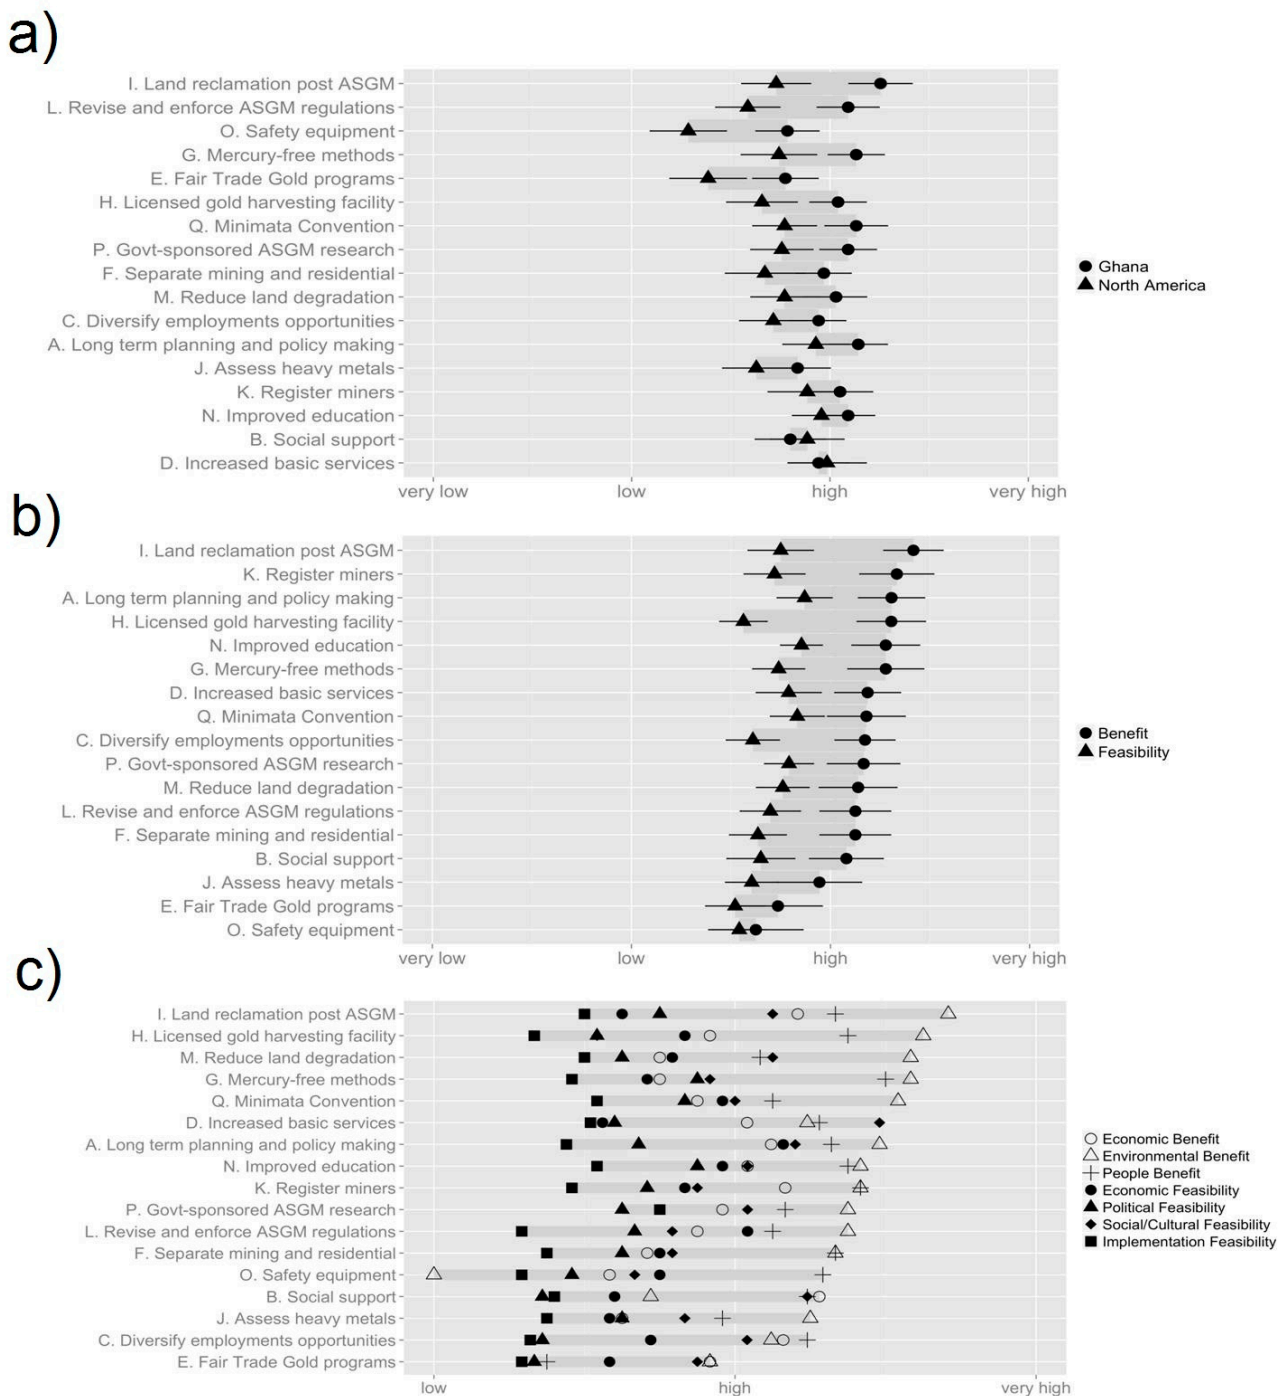 a)
I. Land reclamation post ASGM
L. Revise and enforce ASGM regulations
O. Safety equipment
G. Mercury-free methods
E. Fair Trade Gold programs
H. Licensed gold harvesting facility
Q. Minimata Convention
P. Govt-sponsored ASGM research
F. Separate mining and residential
M. Reduce land degradation
C. Diversify employments opportunities
A. Long term planning and policy making
J. Assess heavy metals
K. Register miners
N. Improved education
B. Social support
D. Increased basic services
very low low high very high
Ghana
North America
b)
I. Land reclamation post ASGM
K. Register miners
A. Long term planning and policy making
H. Licensed gold harvesting facility
N. Improved education
G. Mercury-free methods
D. Increased basic services
Q. Minimata Convention
C. Diversify employments opportunities
P. Govt-sponsored ASGM research
M. Reduce land degradation
L. Revise and enforce ASGM regulations
F. Separate mining and residential
B. Social support
J. Assess heavy metals
E. Fair Trade Gold programs
O. Safety equipment
very low low high very high
Benefit
Feasibility
c)
I. Land reclamation post ASGM
H. Licensed gold harvesting facility
M. Reduce land degradation
G. Mercury-free methods
Q. Minimata Convention
D. Increased basic services
A. Long term planning and policy making
N. Improved education
K. Register miners
P. Govt-sponsored ASGM research
L. Revise and enforce ASGM regulations
F. Separate mining and residential
O. Safety equipment
B. Social support
J. Assess heavy metals
C. Diversify employments opportunities
E. Fair Trade Gold programs
low high very high
Economic Benefit
Environmental Benefit
People Benefit
Economic Feasibility
Political Feasibility
Social/Cultural Feasibility
Implementation Feasibility